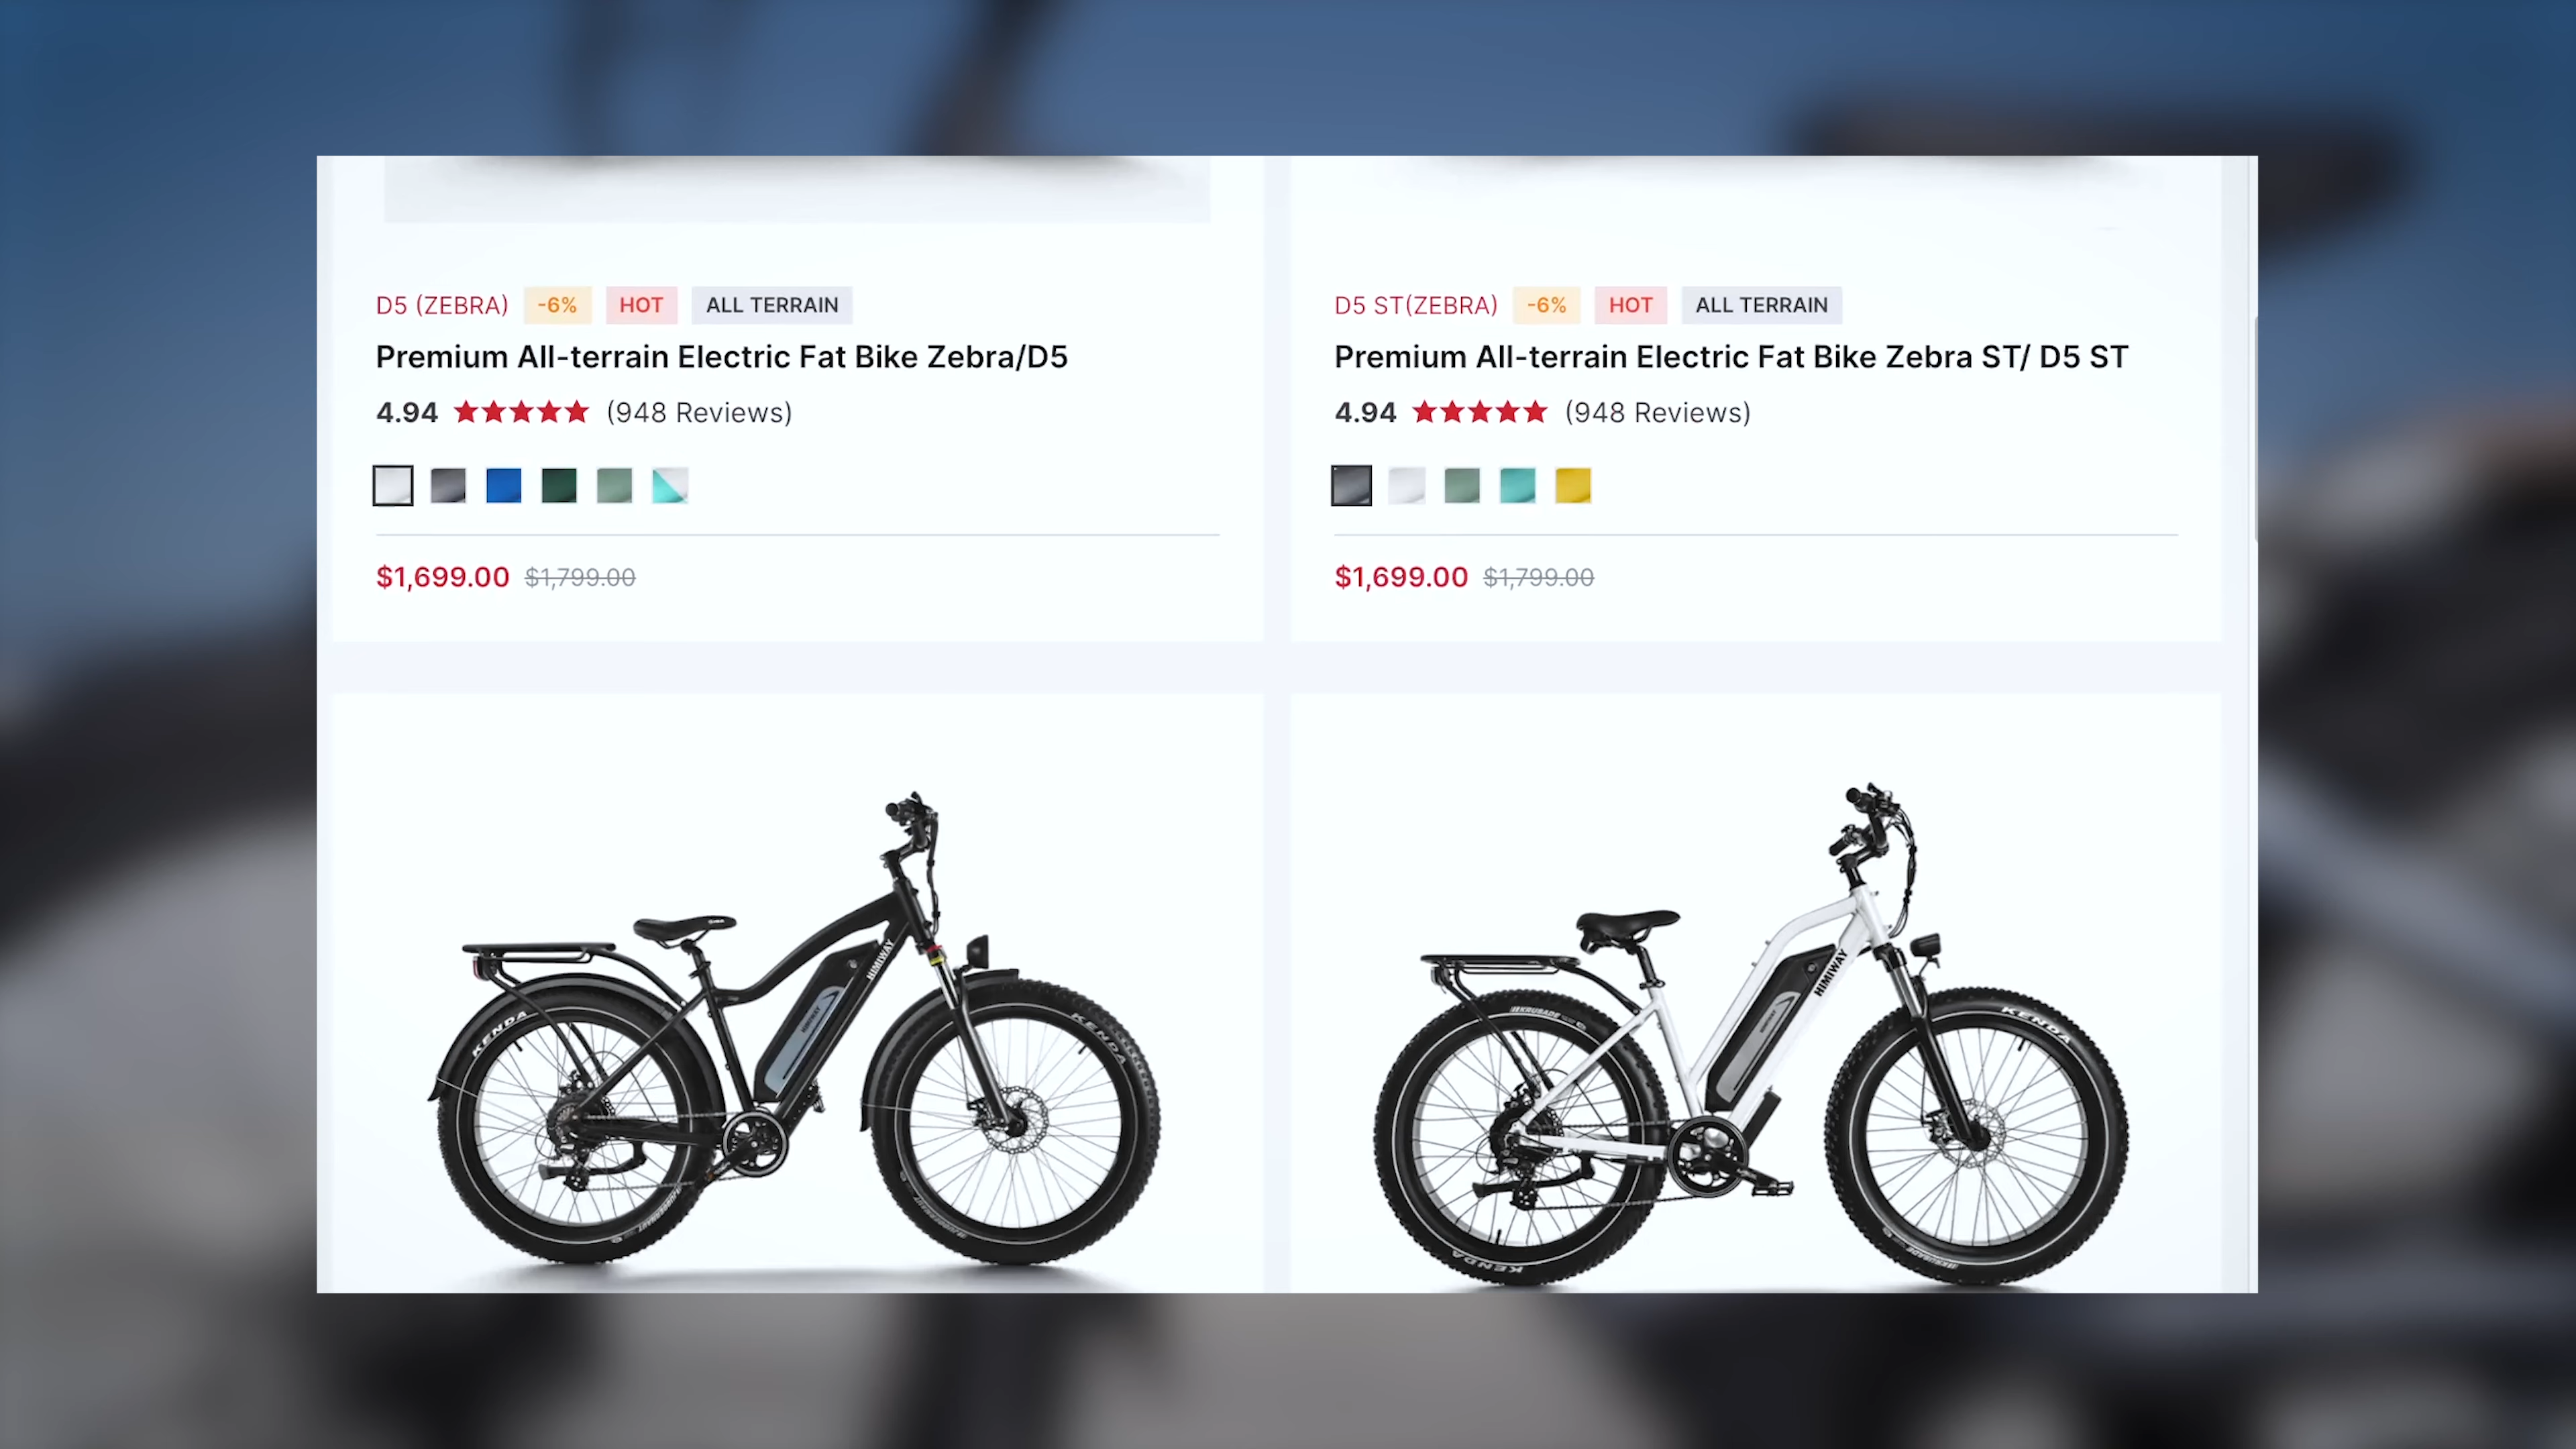 D5 (ZEBRA) -6% HOT ALL TERRAIN
Premium All-terrain Electric Fat Bike Zebra/D5
4.94 (948 Reviews)
$1,699.00 $1,799.00
D5 ST(ZEBRA) -6% HOT ALL TERRAIN
Premium All-terrain Electric Fat Bike Zebra ST/ D5 ST
4.94 (948 Reviews)
$1,699.00 $1,799.00
HIMIWAY
KENDA
KENDA
HIMIWAY
KRUSADE
KENDA
KENDA